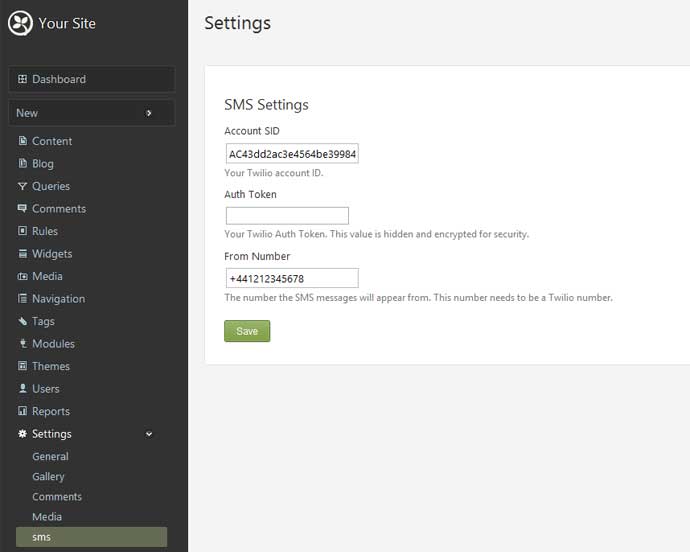 Your Site
Dashboard
New
Content
Blog
Queries
Comments
Rules
Widgets
Media
Navigation
Tags
Modules
Themes
Users
Reports
Settings
General
Gallery
Comments
Media
sms
Settings
SMS Settings
Account SID
AC43dd2ac3e4564be39984
Your Twilio account ID.
Auth Token
Your Twilio Auth Token. This value is hidden and encrypted for security.
From Number
+441212345678
The number the SMS messages will appear from. This number needs to be a Twilio number.
Save